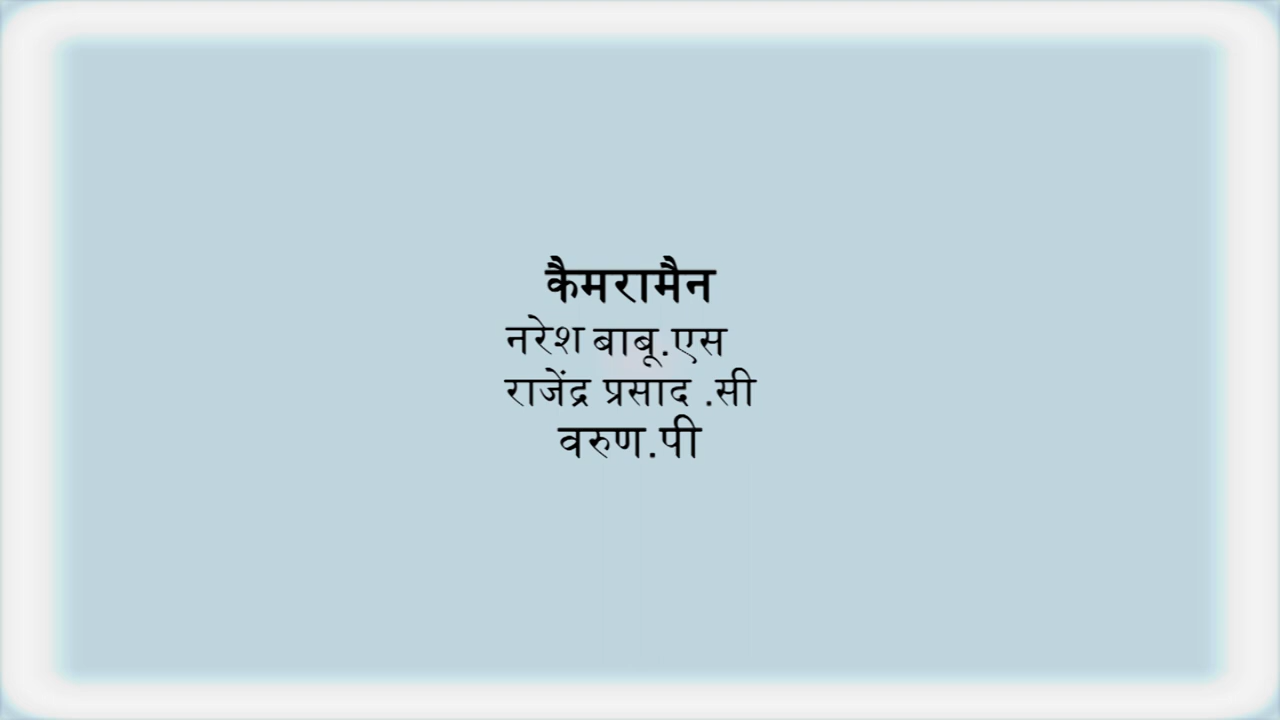 कैमरामैन
नरेश बाबू.एस
राजेंद्र प्रसाद .सी
वरुण.पी